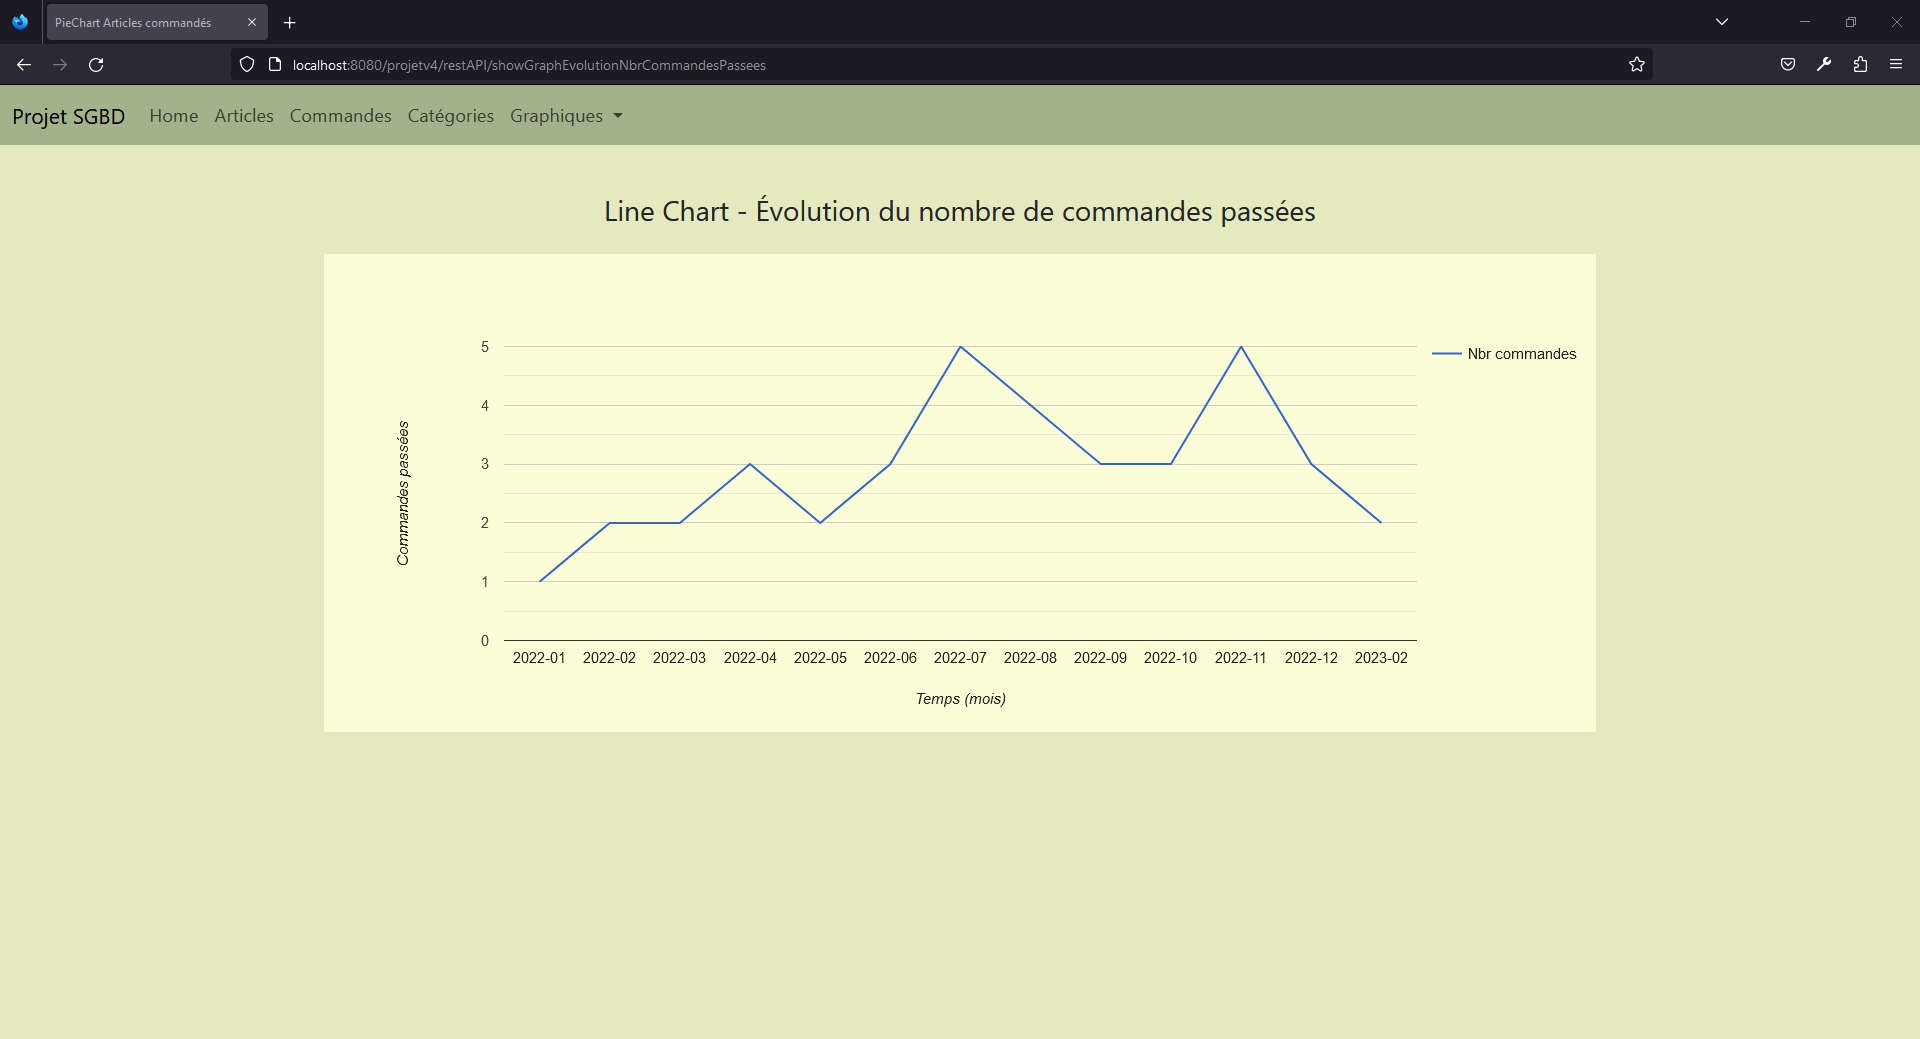 PieChart Articles commandés
localhost:8080/projetv4/restAPI/showGraphEvolutionNbrCommandesPassees
Projet SGBD Home Articles Commandes Catégories Graphiques
Line Chart - Évolution du nombre de commandes passées
Nbr commandes
Commandes passées
5
4
3
2
1
0
2022-01 2022-02 2022-03 2022-04 2022-05 2022-06 2022-07 2022-08 2022-09 2022-10 2022-11 2022-12 2023-02
Temps (mois)